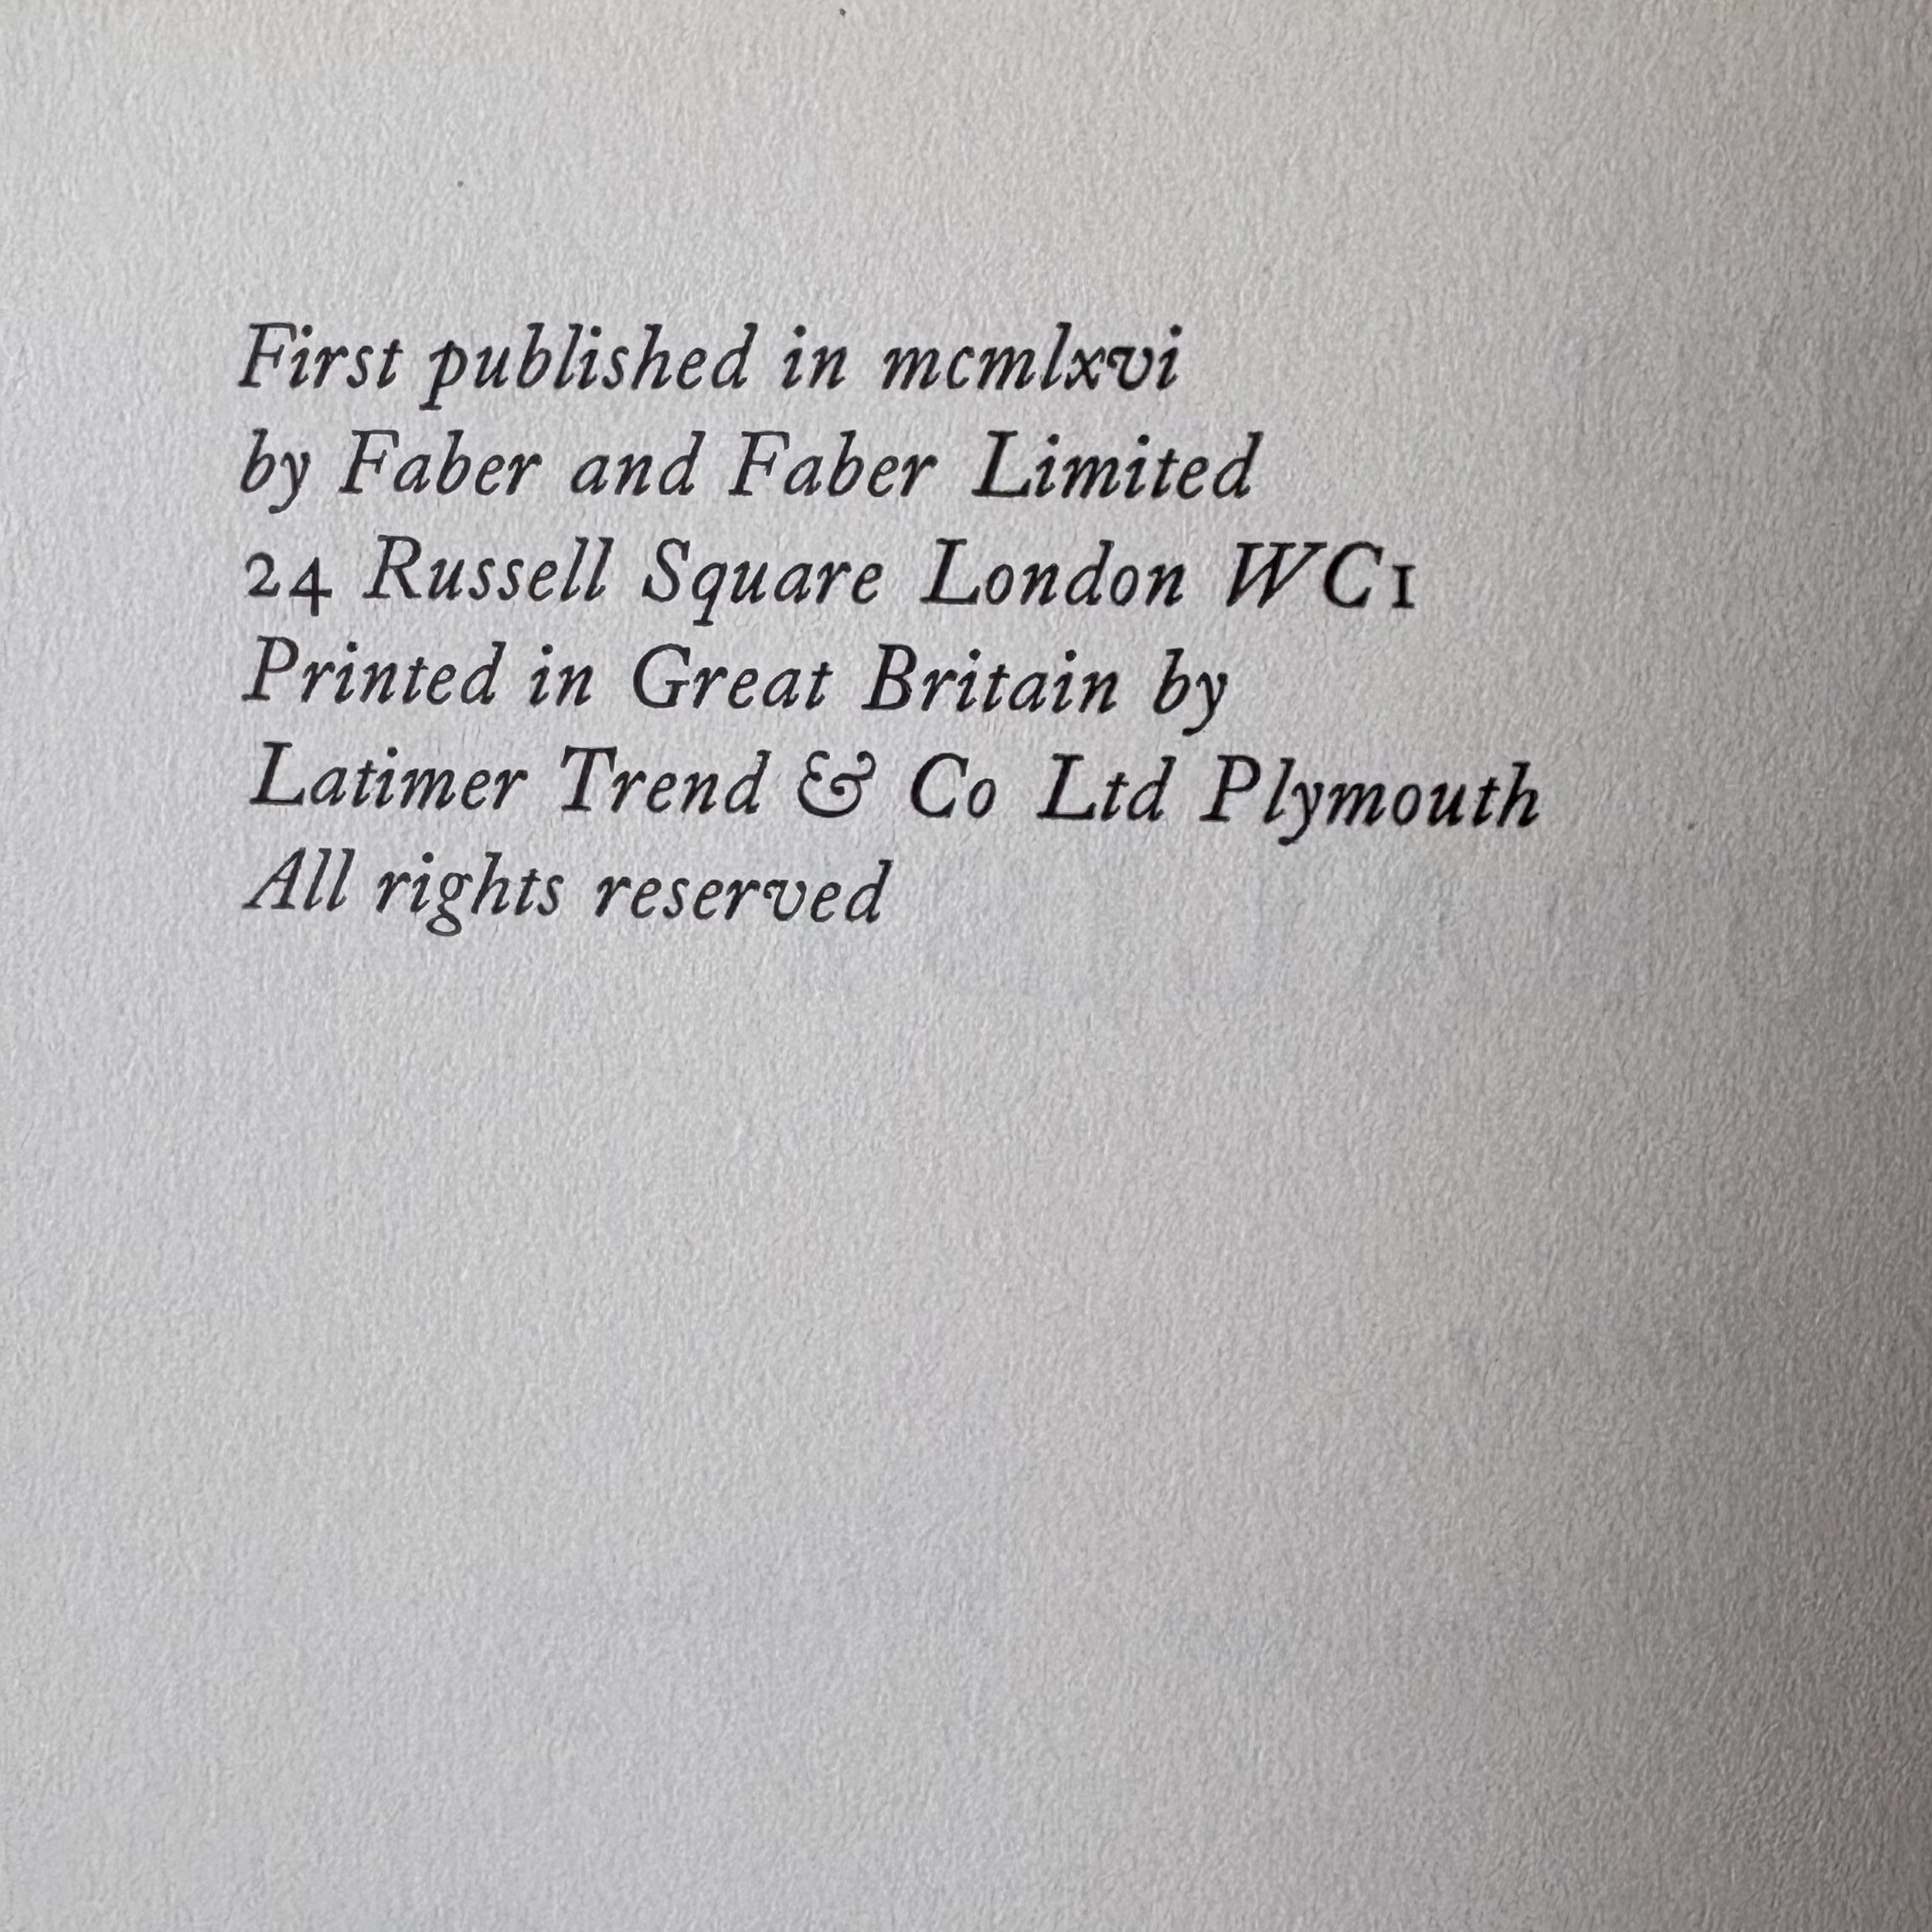 First published in mcmlxvi
by Faber and Faber Limited
24 Russell Square London WC1
Printed in Great Britain by
Latimer Trend & Co Ltd Plymouth
All rights reserved